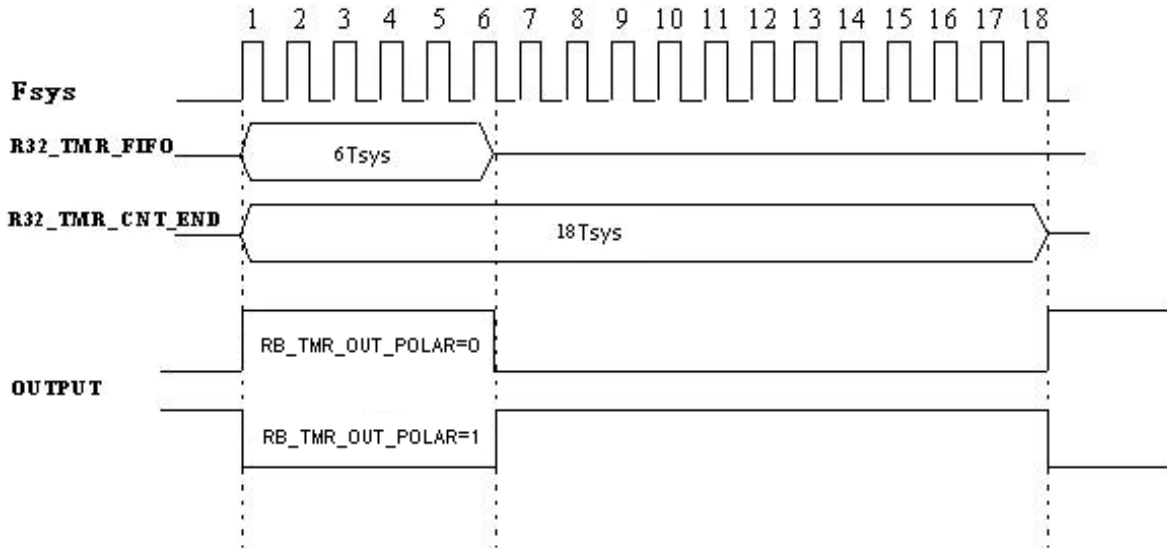 1 2 3 4 5 6 7 8 9 10 11 12 13 14 15 16 17 18
Fsys
R32_TMR_FIFO
6Tsys
R32_TMR_CNT_END
18Tsys
RB_TMR_OUT_POLAR=0
OUTPUT
RB_TMR_OUT_POLAR=1